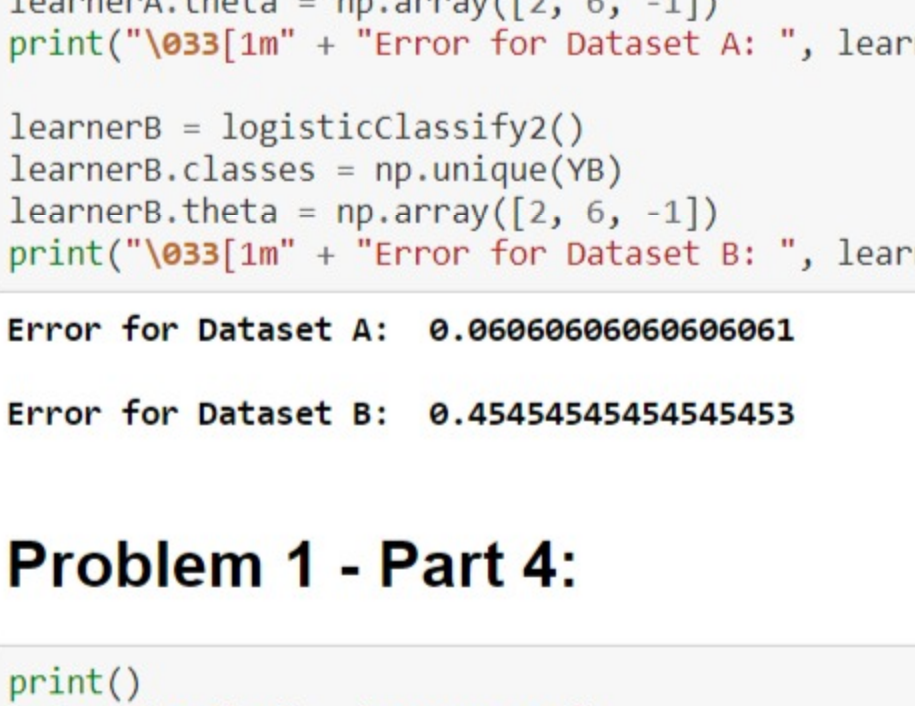 learnerA.theta = np.array([2, 6, -1])
print("\033[1m" + "Error for Dataset A: ", lear
learnerB = logisticClassify2()
learnerB.classes = np.unique(YB)
learnerB.theta = np.array([2, 6, -1])
print("\033[1m" + "Error for Dataset B: ", lear
Error for Dataset A:  0.06060606060606061
Error for Dataset B:  0.45454545454545453
Problem 1 - Part 4:
print()